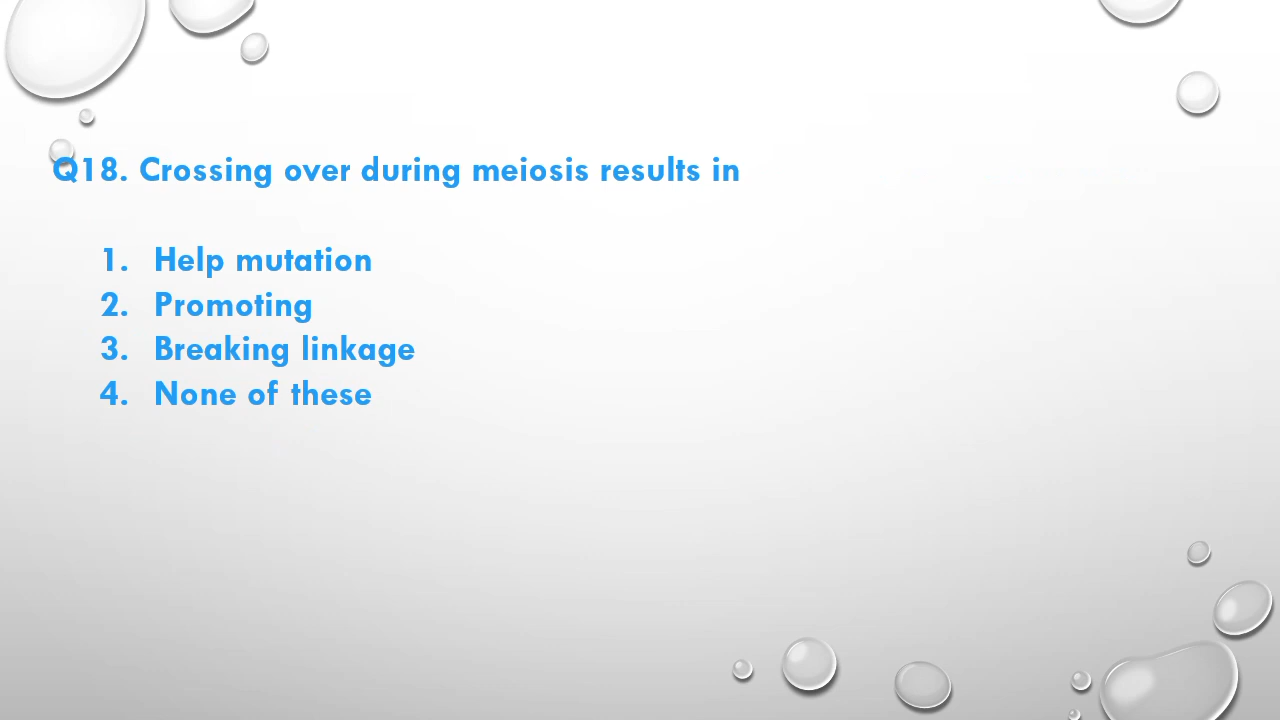 Q18. Crossing over during meiosis results in
1. Help mutation
2. Promoting
3. Breaking linkage
4. None of these